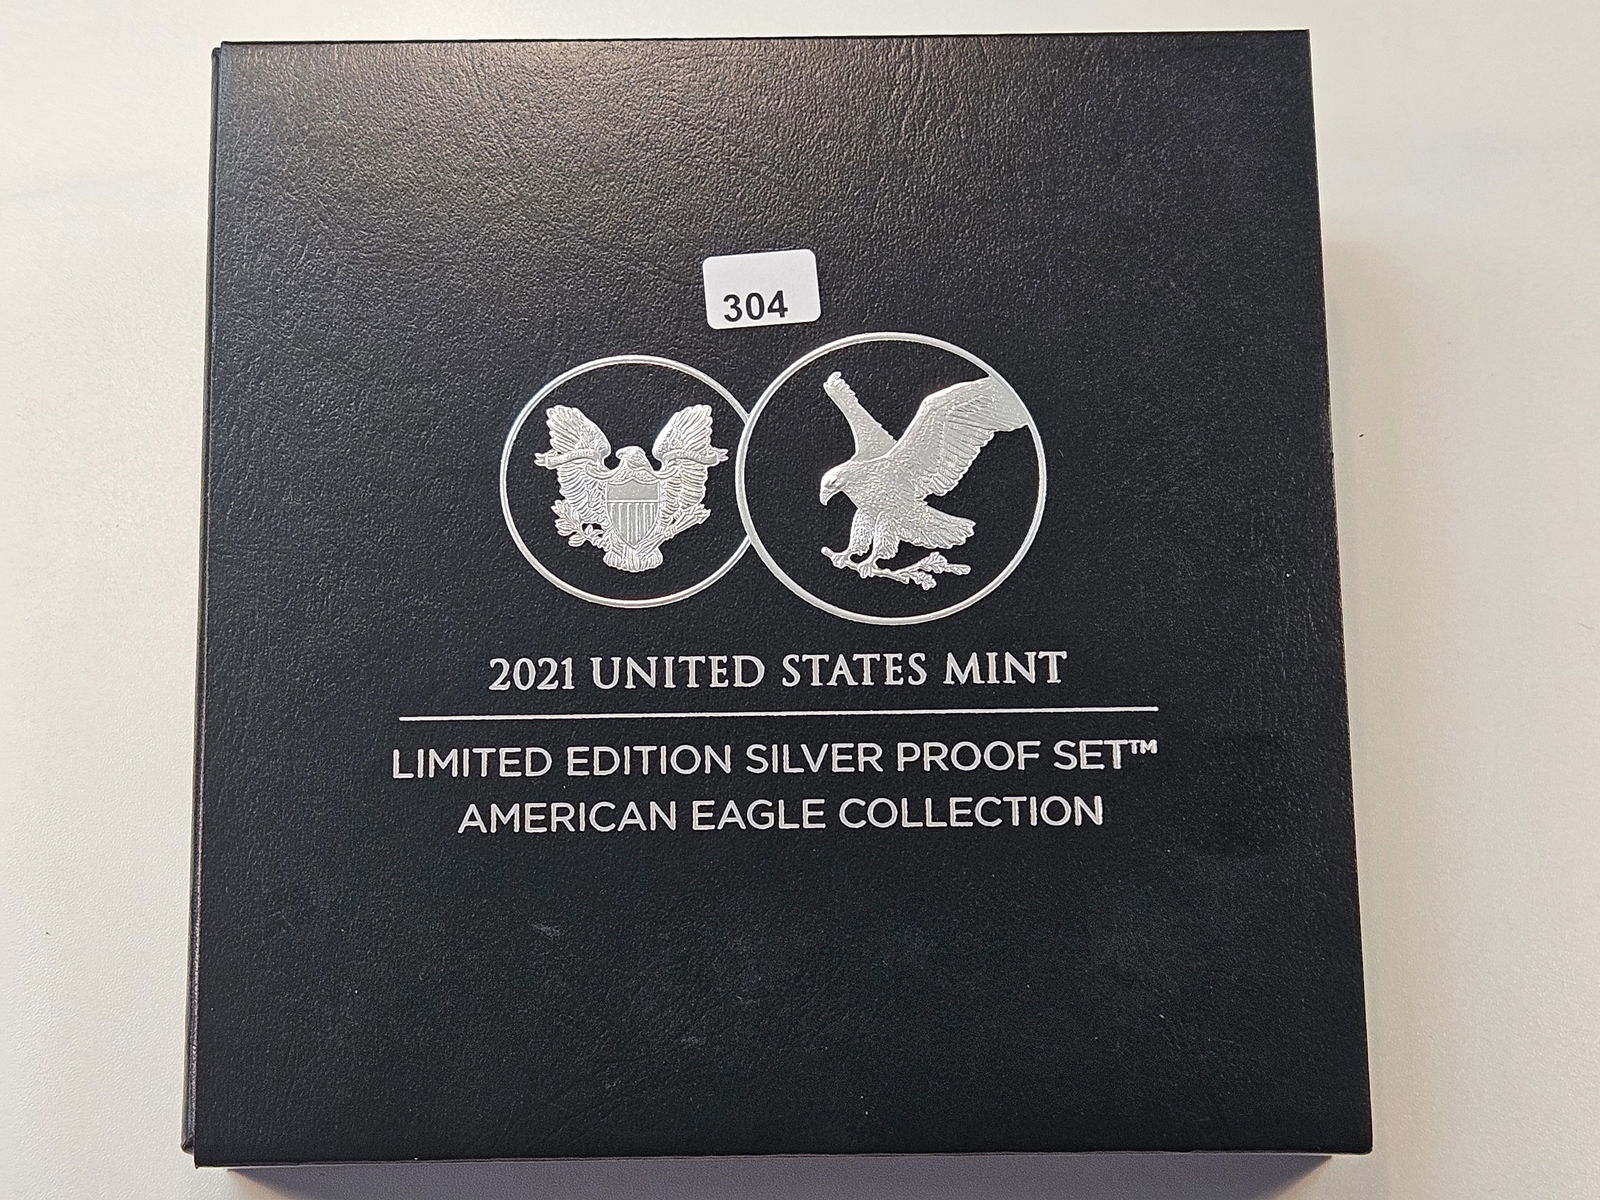 304
2021 UNITED STATES MINT
LIMITED EDITION SILVER PROOF SET™
AMERICAN EAGLE COLLECTION